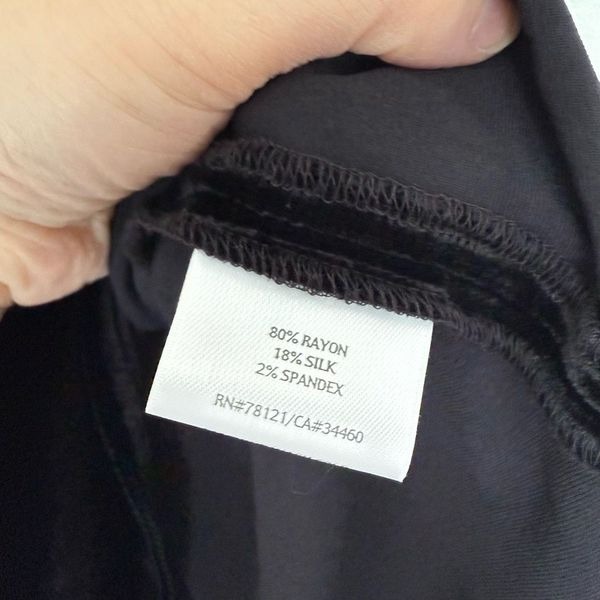 80% RAYON
18% SILK
2% SPANDEX
RN#78121/CA#34460